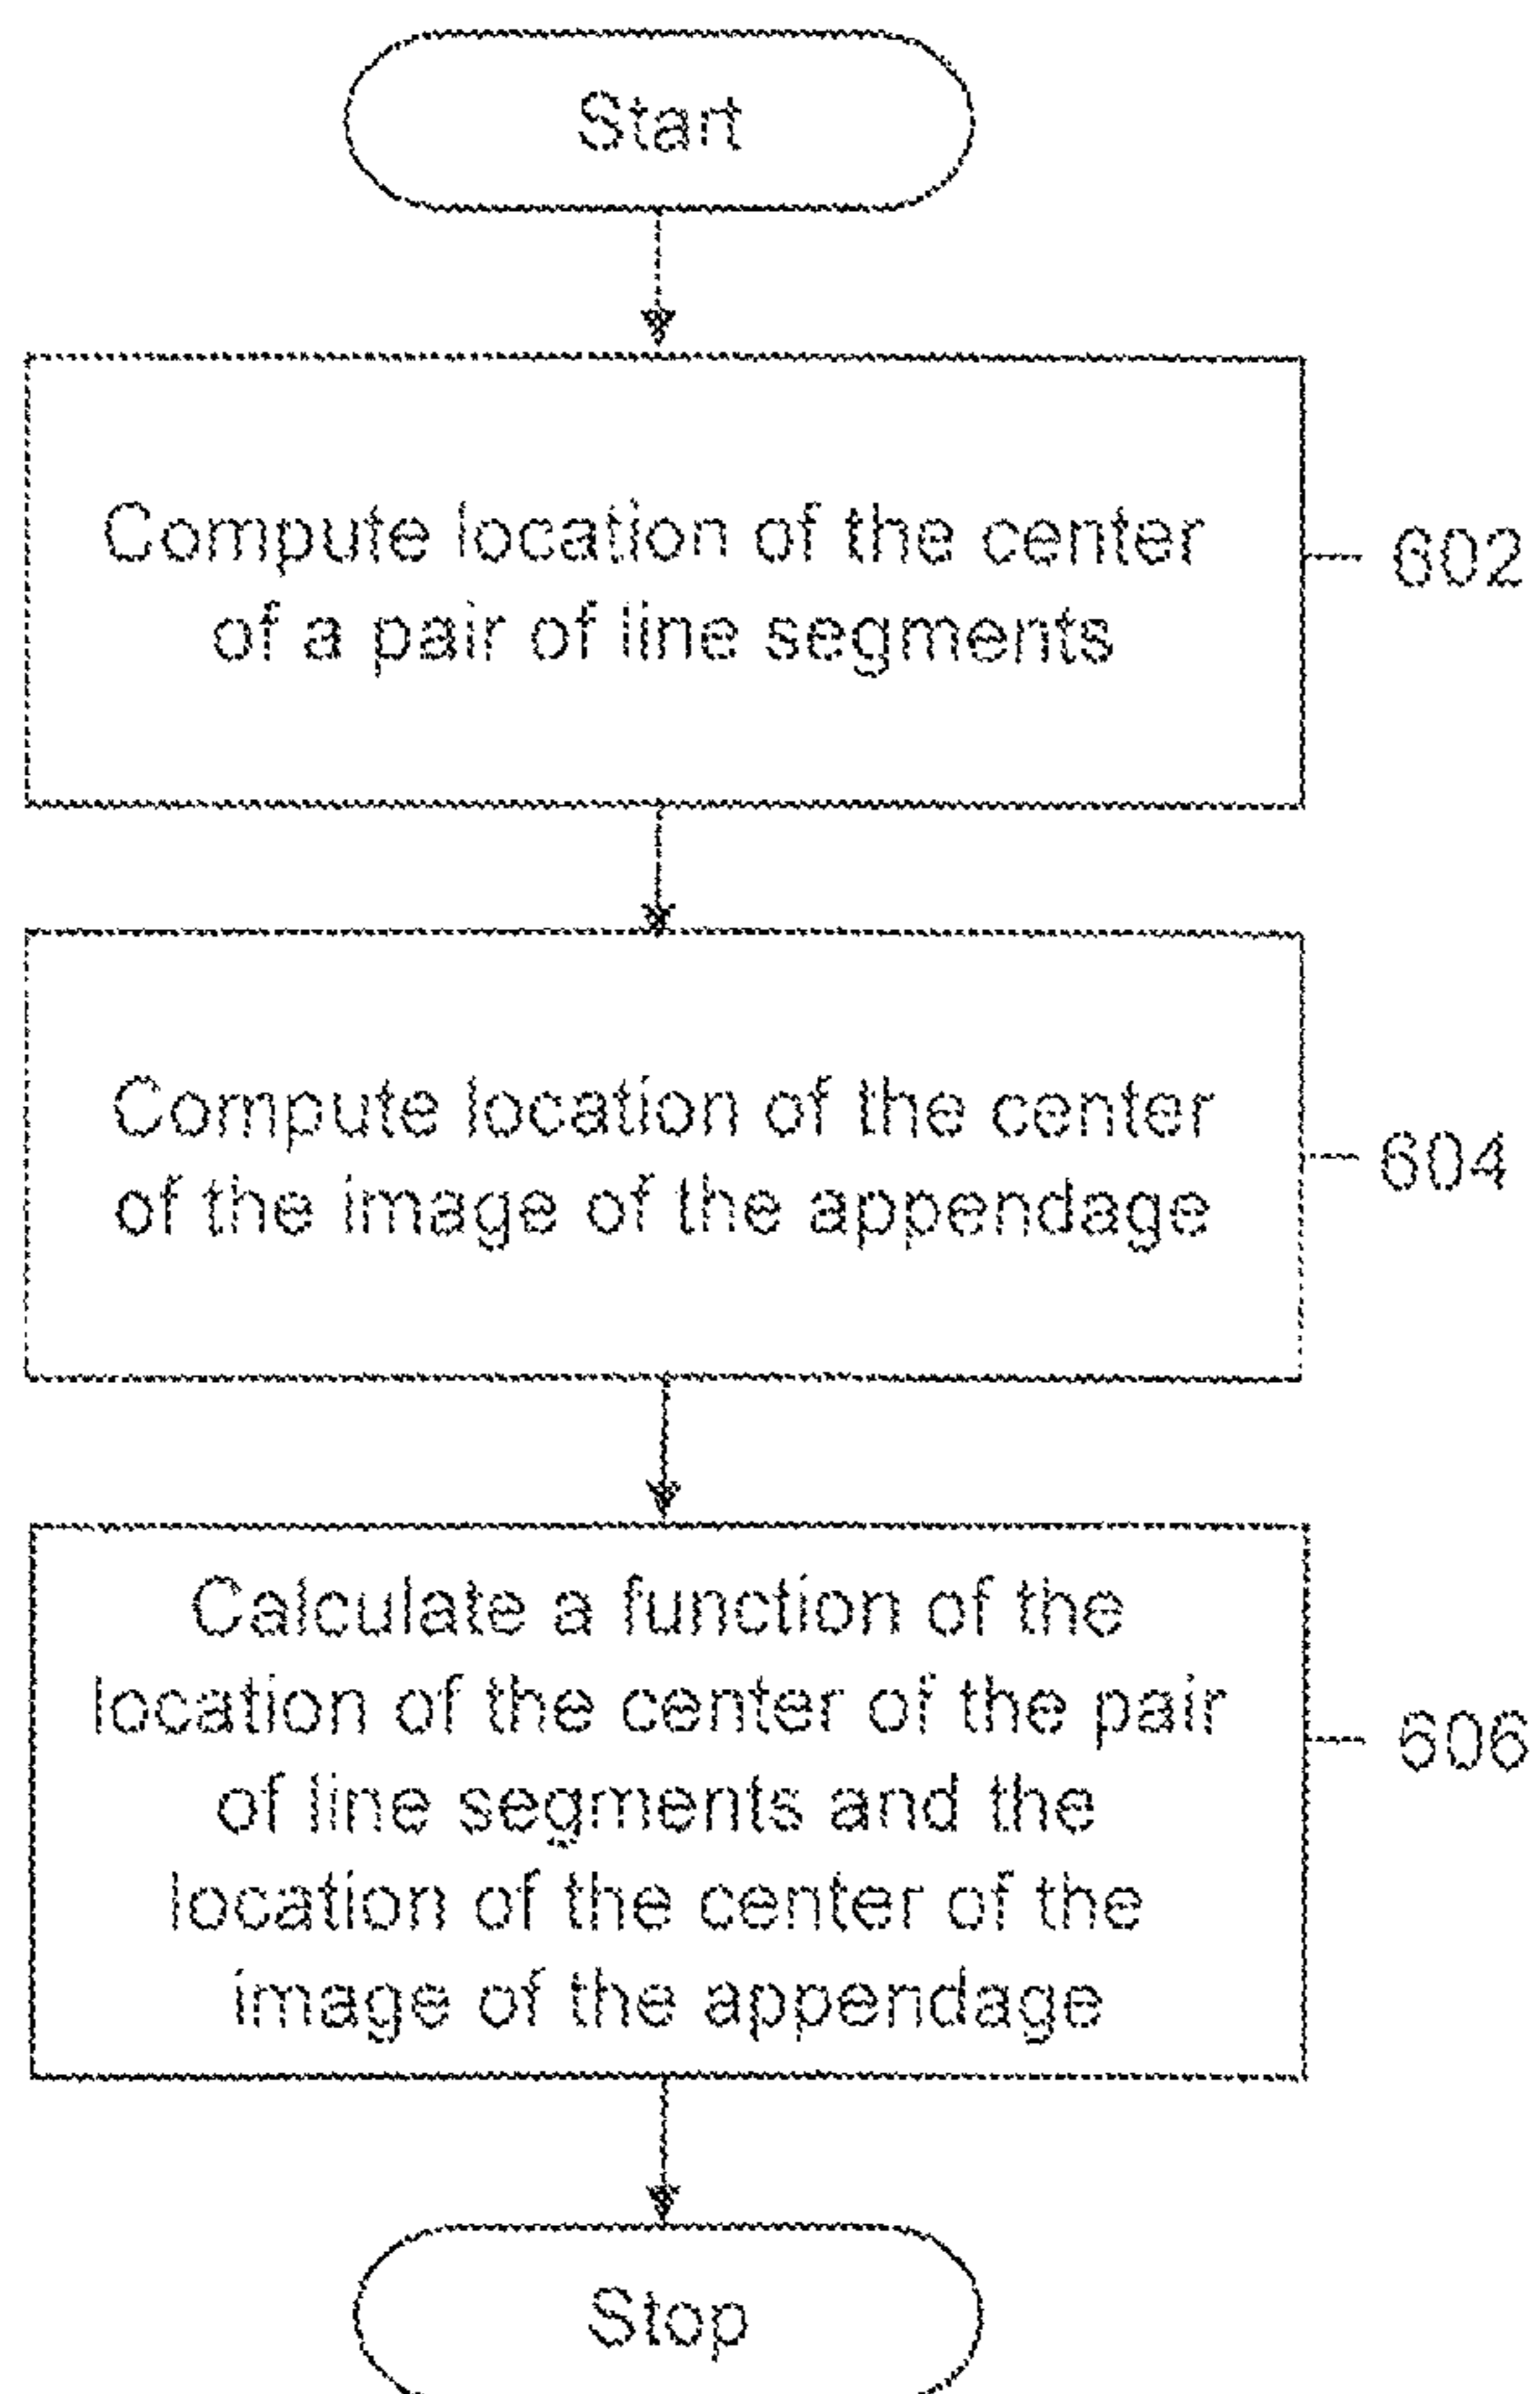 Start
Compute location of the center
of a pair of line segments
602
Compute location of the center
of the image of the appendage
604
Calculate a function of the
location of the center of the pair
of line segments and the
location of the center of the
image of the appendage
606
Stop